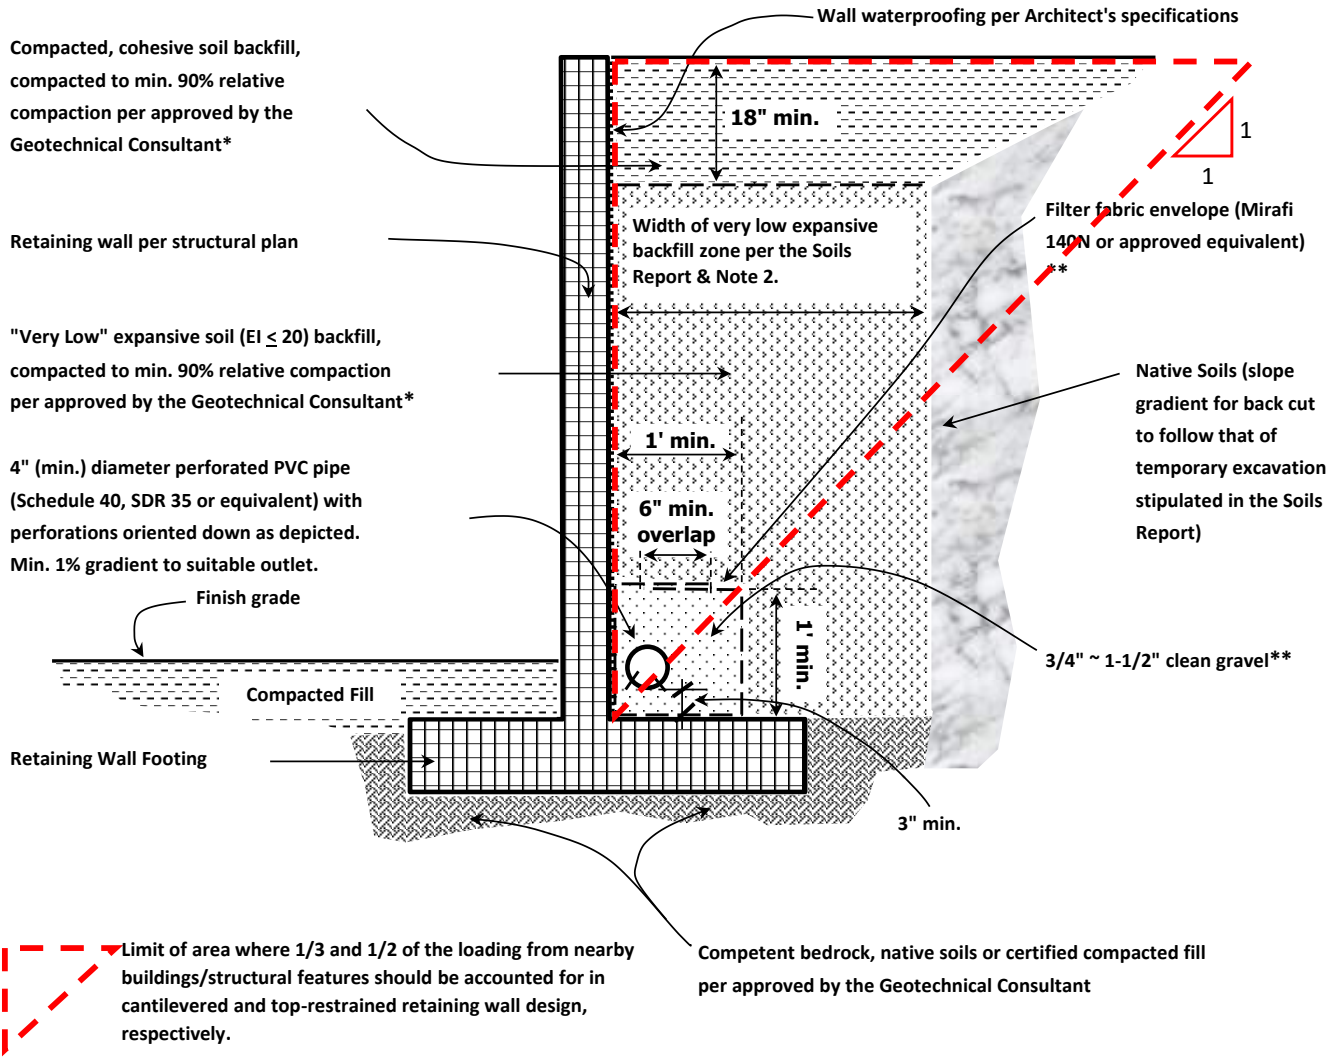 Wall waterproofing per Architect's specifications
Compacted, cohesive soil backfill,
compacted to min. 90% relative
compaction per approved by the
Geotechnical Consultant*
18" min.
1
1
Retaining wall per structural plan
Width of very low expansive
backfill zone per the Soils
Report & Note 2.
Filter fabric envelope (Mirafi
140N or approved equivalent)
**
"Very Low" expansive soil (EI ≤ 20) backfill,
compacted to min. 90% relative compaction
per approved by the Geotechnical Consultant*
Native Soils (slope
gradient for back cut
to follow that of
temporary excavation
stipulated in the Soils
Report)
1' min.
4" (min.) diameter perforated PVC pipe
(Schedule 40, SDR 35 or equivalent) with
perforations oriented down as depicted.
Min. 1% gradient to suitable outlet.
6" min.
overlap
Finish grade
1' min.
3/4" ~ 1-1/2" clean gravel**
Compacted Fill
Retaining Wall Footing
3" min.
Limit of area where 1/3 and 1/2 of the loading from nearby
buildings/structural features should be accounted for in
cantilevered and top-restrained retaining wall design,
respectively.
Competent bedrock, native soils or certified compacted fill
per approved by the Geotechnical Consultant